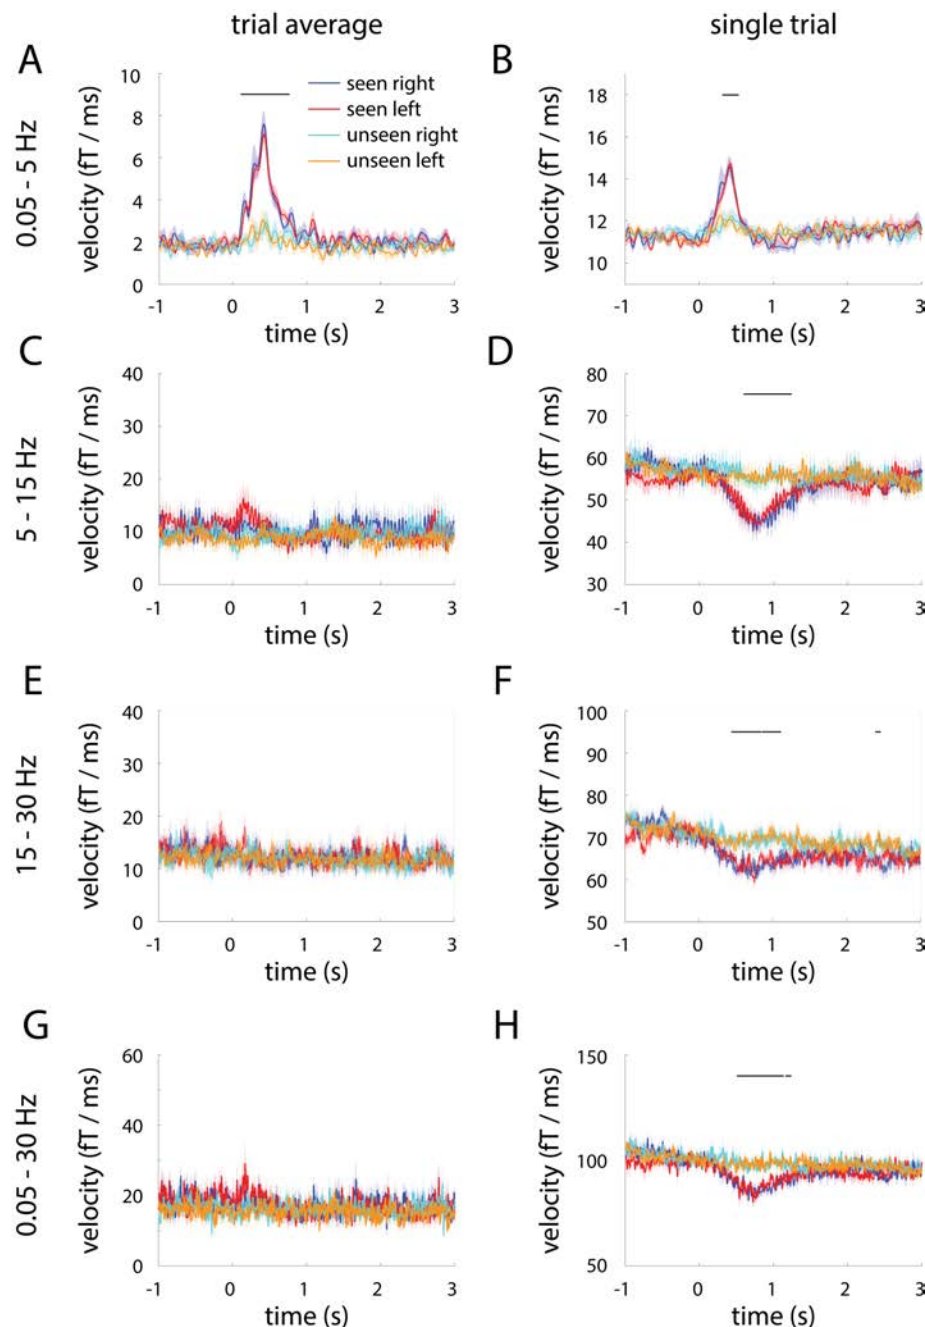 trial average
single trial
A
B
0.05 - 5 Hz
velocity (fT / ms)
10
8
6
4
2
0
seen right
seen left
unseen right
unseen left
-1 0 1 2 3
time (s)
velocity (fT / ms)
18
16
14
12
10
-1 0 1 2 3
time (s)
C
D
5 - 15 Hz
velocity (fT / ms)
40
30
20
10
0
-1 0 1 2 3
time (s)
velocity (fT / ms)
80
70
60
50
40
30
-1 0 1 2 3
time (s)
E
F
15 - 30 Hz
velocity (fT / ms)
40
30
20
10
0
-1 0 1 2 3
time (s)
velocity (fT / ms)
100
90
80
70
60
50
-1 0 1 2 3
time (s)
G
H
0.05 - 30 Hz
velocity (fT / ms)
60
50
40
30
20
10
0
-1 0 1 2 3
time (s)
velocity (fT / ms)
150
100
50
-1 0 1 2 3
time (s)